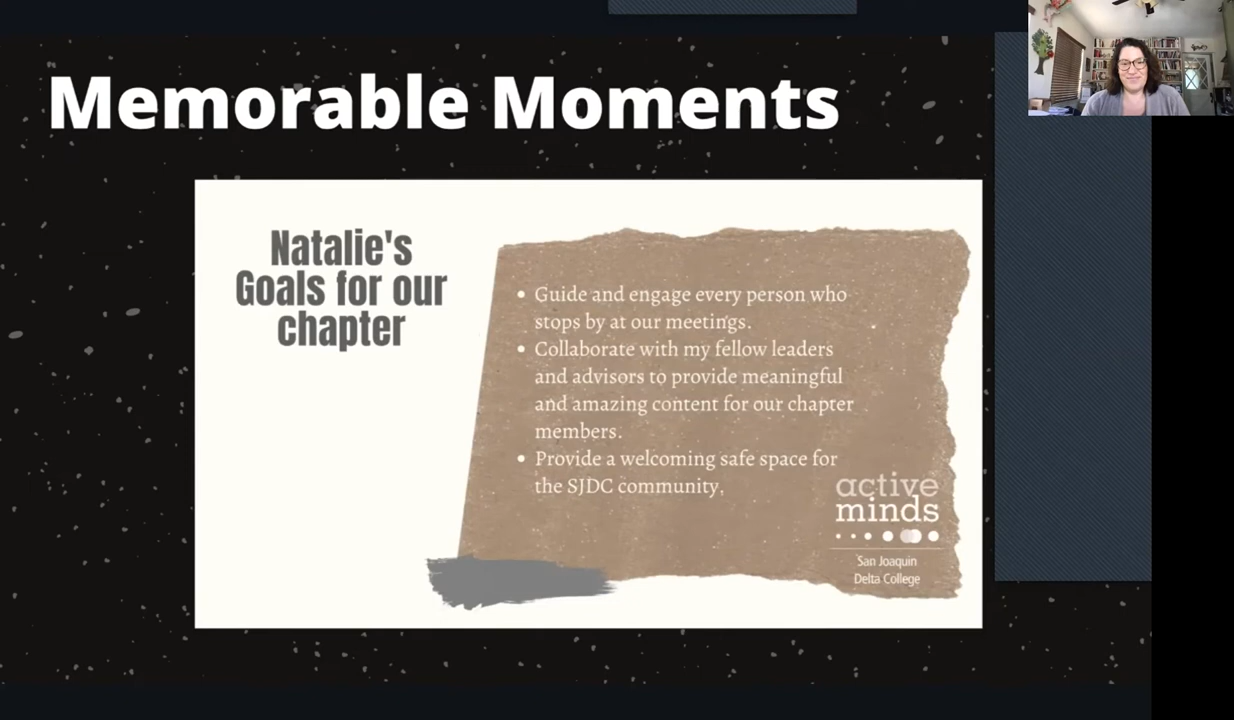 Memorable Moments
Natalie's
Goals for our
chapter
• Guide and engage every person who
stops by at our meetings.
• Collaborate with my fellow leaders
and advisors to provide meaningful
and amazing content for our chapter
members.
• Provide a welcoming safe space for
the SJDC community.
active
minds
San Joaquin
Delta College